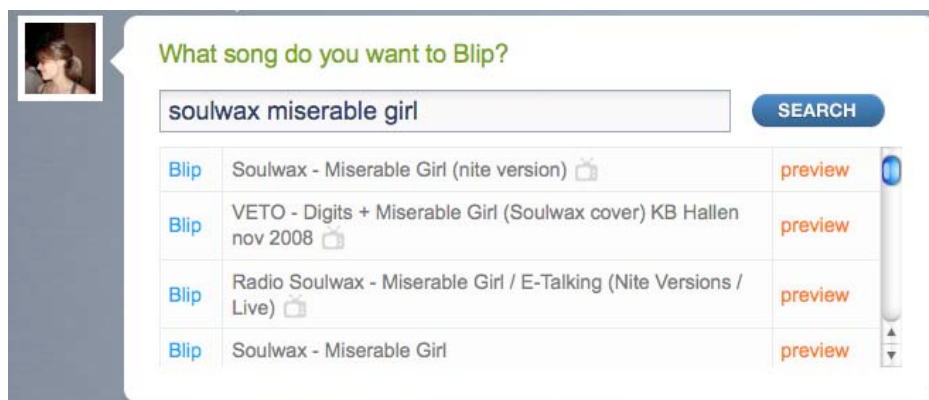 What song do you want to Blip?
soulwax miserable girl SEARCH
Blip Soulwax - Miserable Girl (nite version) preview
Blip VETO - Digits + Miserable Girl (Soulwax cover) KB Hallen
nov 2008 preview
Blip Radio Soulwax - Miserable Girl / E-Talking (Nite Versions /
Live) preview
Blip Soulwax - Miserable Girl preview